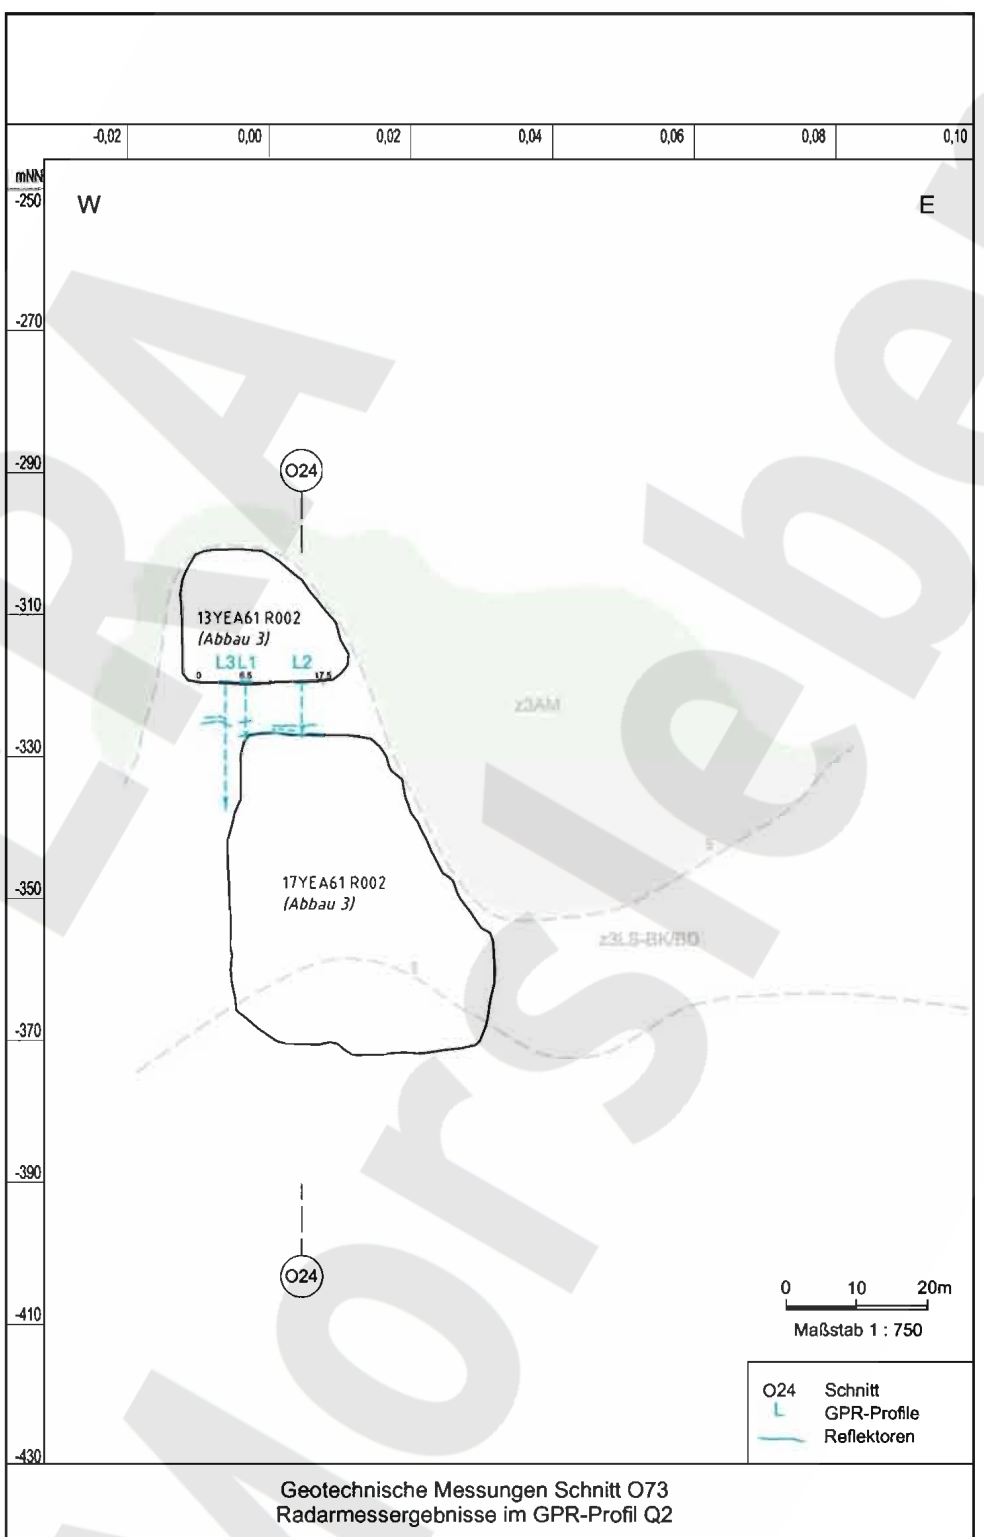 -0,02 0,00 0,02 0,04 0,06 0,08 0,10
mNN
-250
W E
-270
-290
O24
-310
13YEA61 R002
(Abbau 3)
L3 L1 L2
0 6.5 17.5
z3AM
-330
-350
17YEA61 R002
(Abbau 3)
z3LS-BK/BD
-370
-390
O24
0 10 20m
-410
Maßstab 1 : 750
O24 Schnitt
L GPR-Profile
Reflektoren
-430
Geotechnische Messungen Schnitt O73
Radarmessergebnisse im GPR-Profil Q2
ERA Morsleben